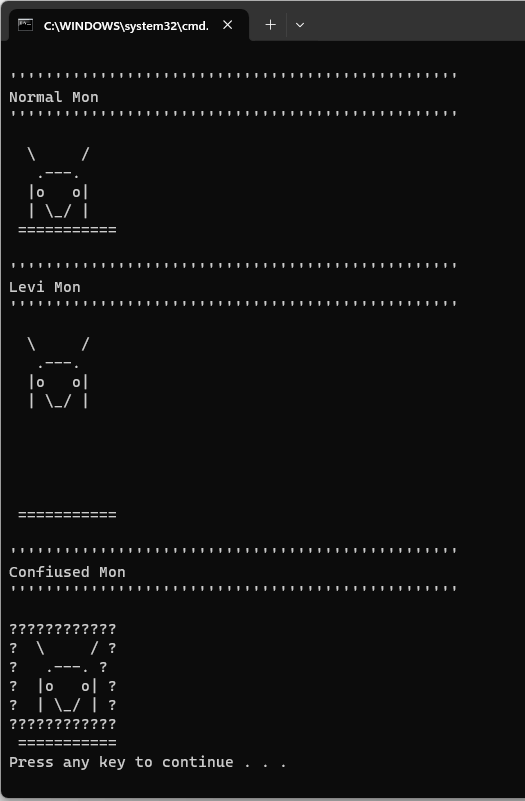 C:\WINDOWS\system32\cmd.
''''''''''''''''''''''''''''''''''''''''''''''''''
Normal Mon
''''''''''''''''''''''''''''''''''''''''''''''''''
  \     /
   .---.
  |o   o|
  | \_/ |
 ===========
''''''''''''''''''''''''''''''''''''''''''''''''''
Levi Mon
''''''''''''''''''''''''''''''''''''''''''''''''''
  \     /
   .---.
  |o   o|
  | \_/ |
 ===========
''''''''''''''''''''''''''''''''''''''''''''''''''
Confiused Mon
''''''''''''''''''''''''''''''''''''''''''''''''''
????????????
?  \     / ?
?   .---. ?
?  |o   o| ?
?  | \_/ | ?
????????????
 ===========
Press any key to continue . . .